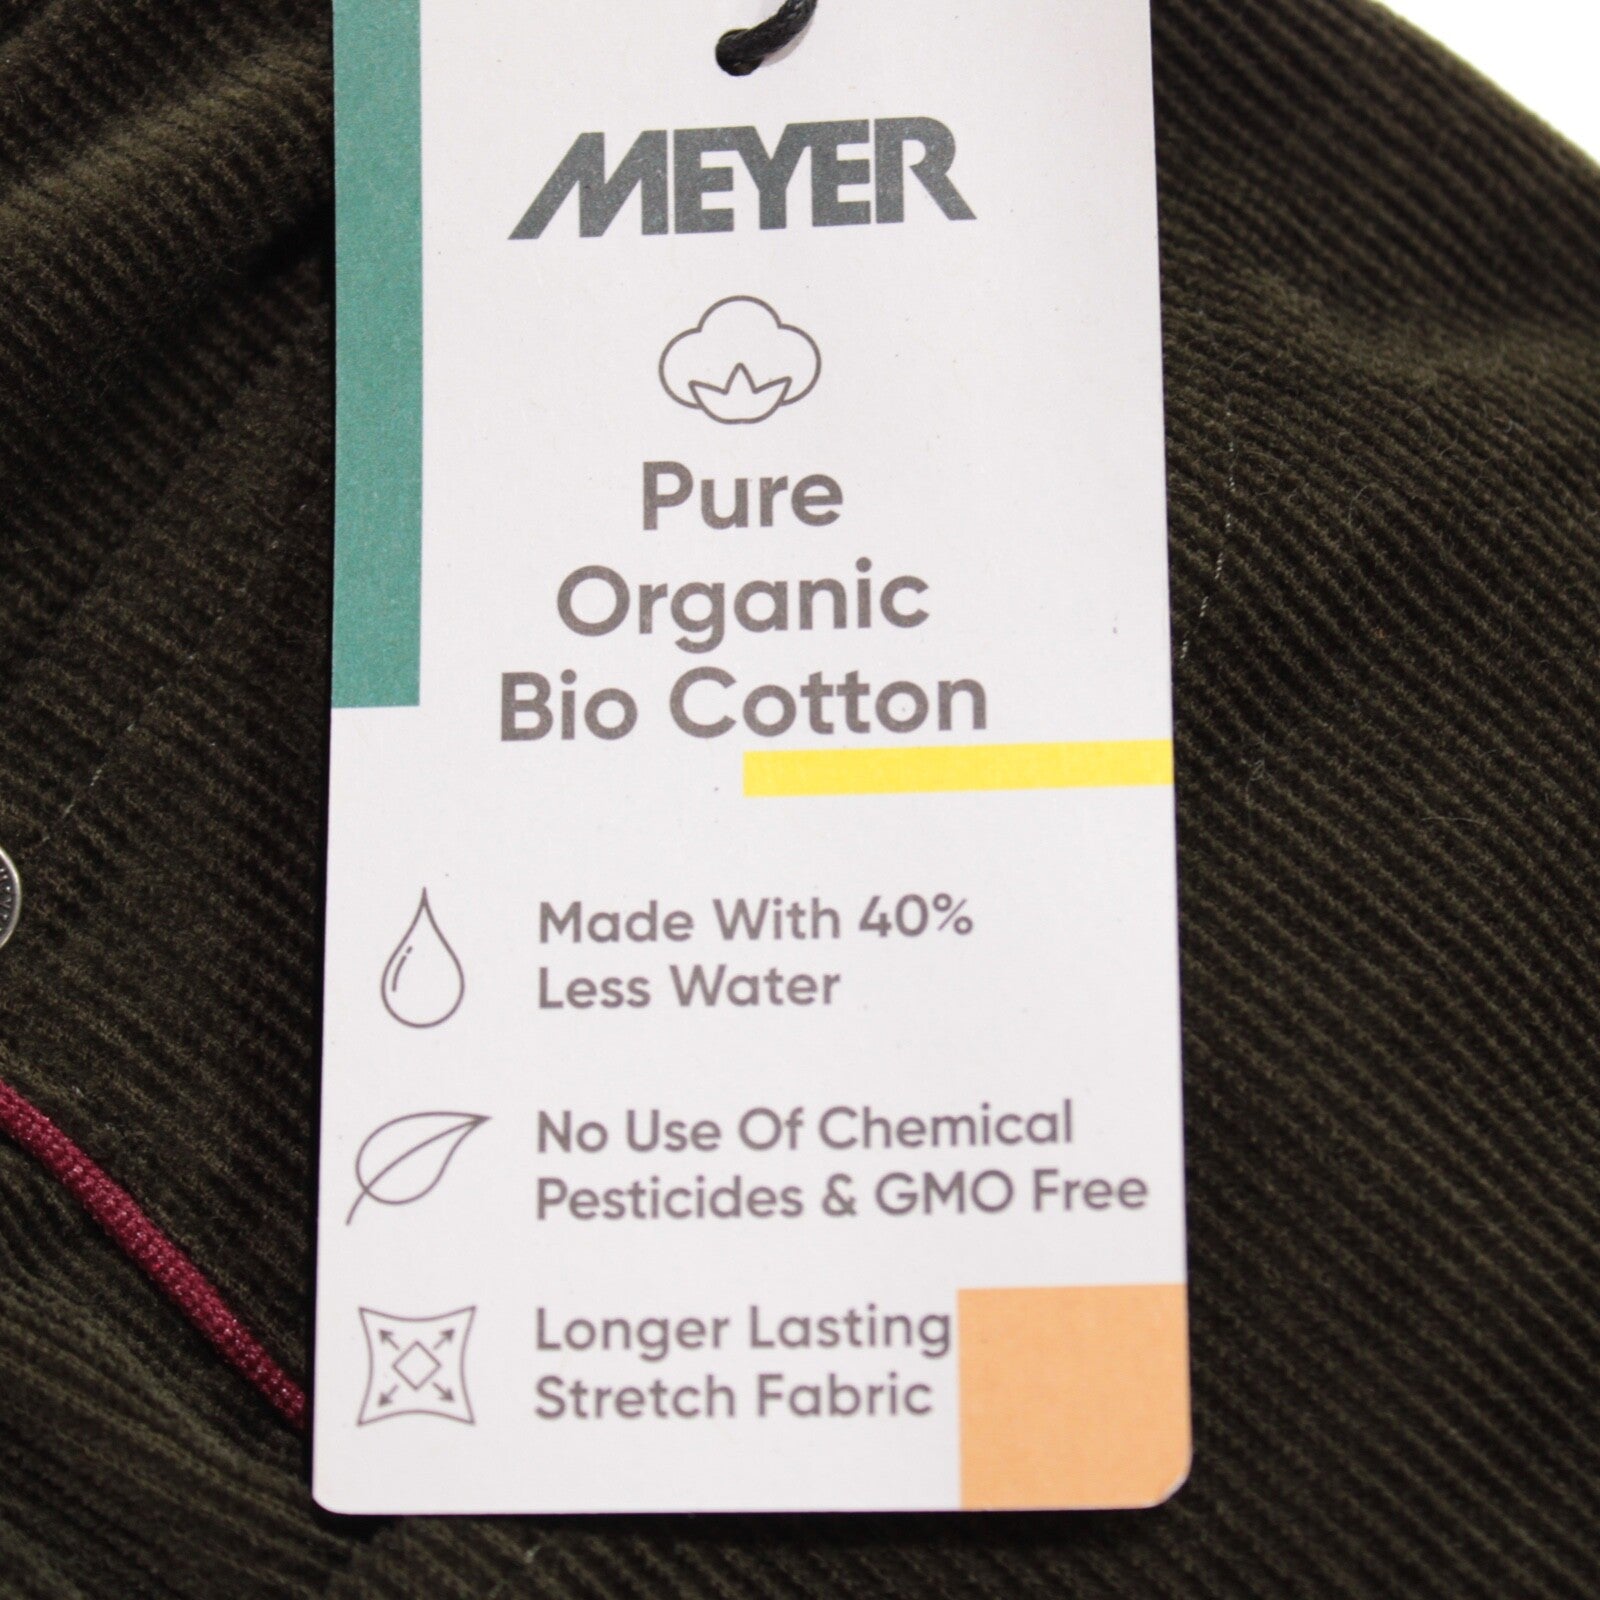 MEYER
Pure
Organic
Bio Cotton
Made With 40%
Less Water
No Use Of Chemical
Pesticides & GMO Free
Longer Lasting
Stretch Fabric